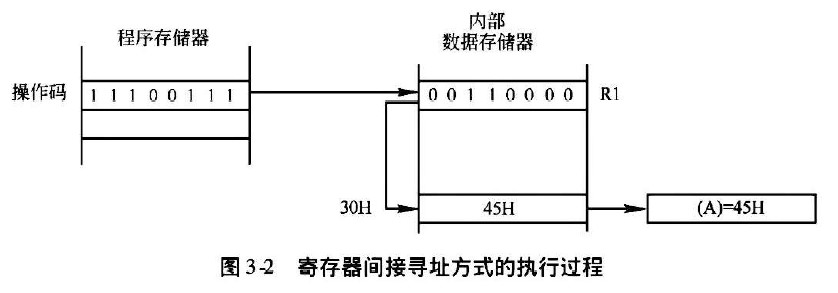 程序存储器
内部
数据存储器
操作码 1 1 1 0 0 1 1 1
0 0 1 1 0 0 0 0 R1
30H 45H (A)=45H
图 3-2 寄存器间接寻址方式的执行过程